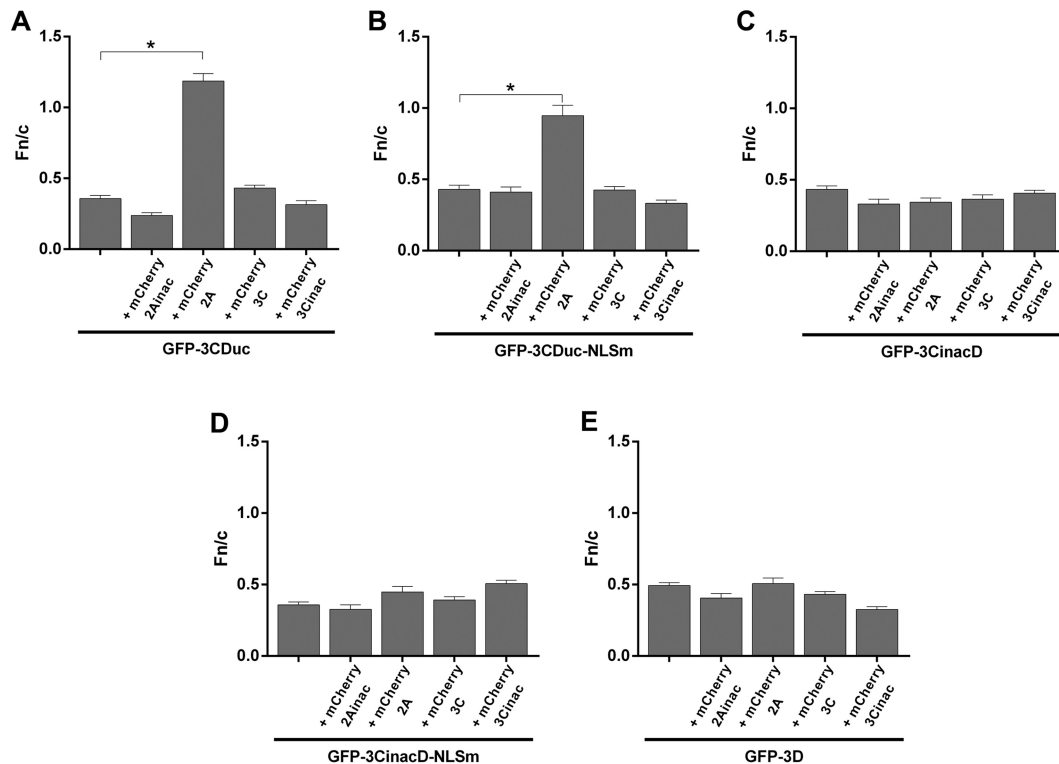 A
1.5
*
1.0
Fn/c
0.5
0.0
+ mCherry 2Ainac
+ mCherry 2A
+ mCherry 3C
+ mCherry 3Cinac
GFP-3CDuc
B
1.5
*
1.0
Fn/c
0.5
0.0
+ mCherry 2Ainac
+ mCherry 2A
+ mCherry 3C
+ mCherry 3Cinac
GFP-3CDuc-NLSm
C
1.5
1.0
Fn/c
0.5
0.0
+ mCherry 2Ainac
+ mCherry 2A
+ mCherry 3C
+ mCherry 3Cinac
GFP-3CinacD
D
1.5
1.0
Fn/c
0.5
0.0
+ mCherry 2Ainac
+ mCherry 2A
+ mCherry 3C
+ mCherry 3Cinac
GFP-3CinacD-NLSm
E
1.5
1.0
Fn/c
0.5
0.0
+ mCherry 2Ainac
+ mCherry 2A
+ mCherry 3C
+ mCherry 3Cinac
GFP-3D